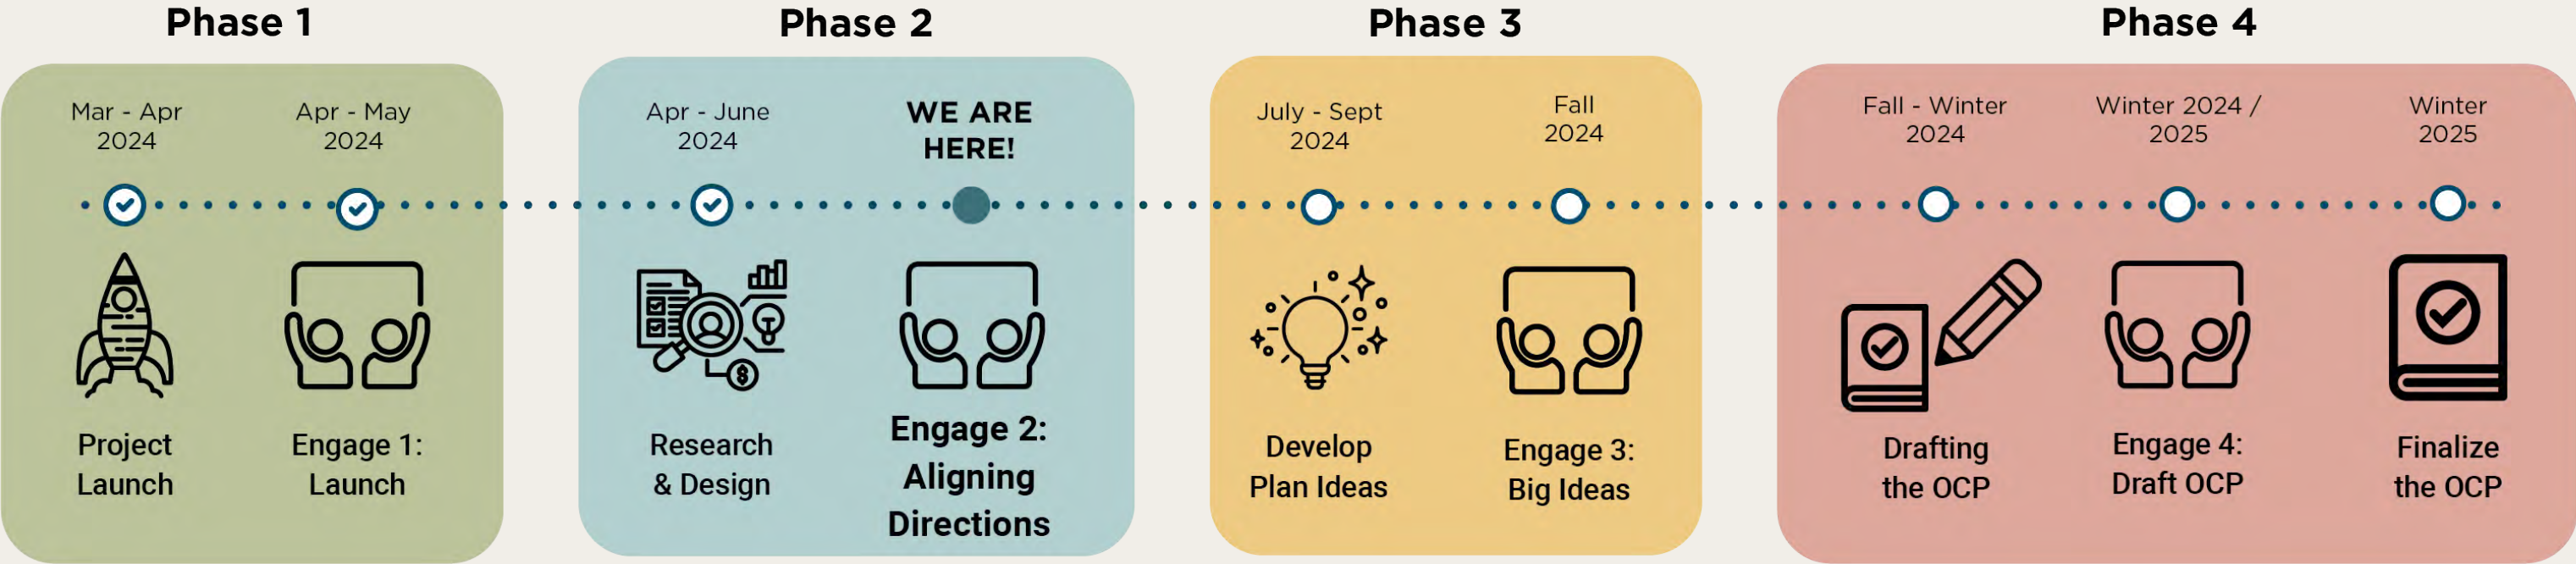 Phase 1
Mar - Apr
2024
Apr - May
2024
Project
Launch
Engage 1:
Launch
Phase 2
Apr - June
2024
WE ARE
HERE!
Research
& Design
Engage 2:
Aligning
Directions
Phase 3
July - Sept
2024
Fall
2024
Develop
Plan Ideas
Engage 3:
Big Ideas
Phase 4
Fall - Winter
2024
Winter 2024 /
2025
Winter
2025
Drafting
the OCP
Engage 4:
Draft OCP
Finalize
the OCP